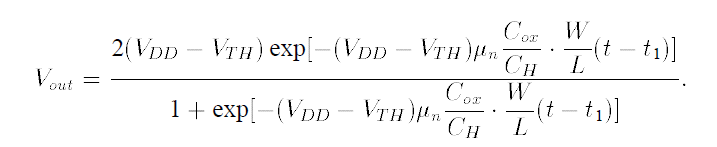 V_{out} = \frac{2(V_{DD} - V_{TH}) \exp[-(V_{DD} - V_{TH})\mu_n \frac{C_{ox}}{C_H} \cdot \frac{W}{L}(t - t_1)]}{1 + \exp[-(V_{DD} - V_{TH})\mu_n \frac{C_{ox}}{C_H} \cdot \frac{W}{L}(t - t_1)]}.